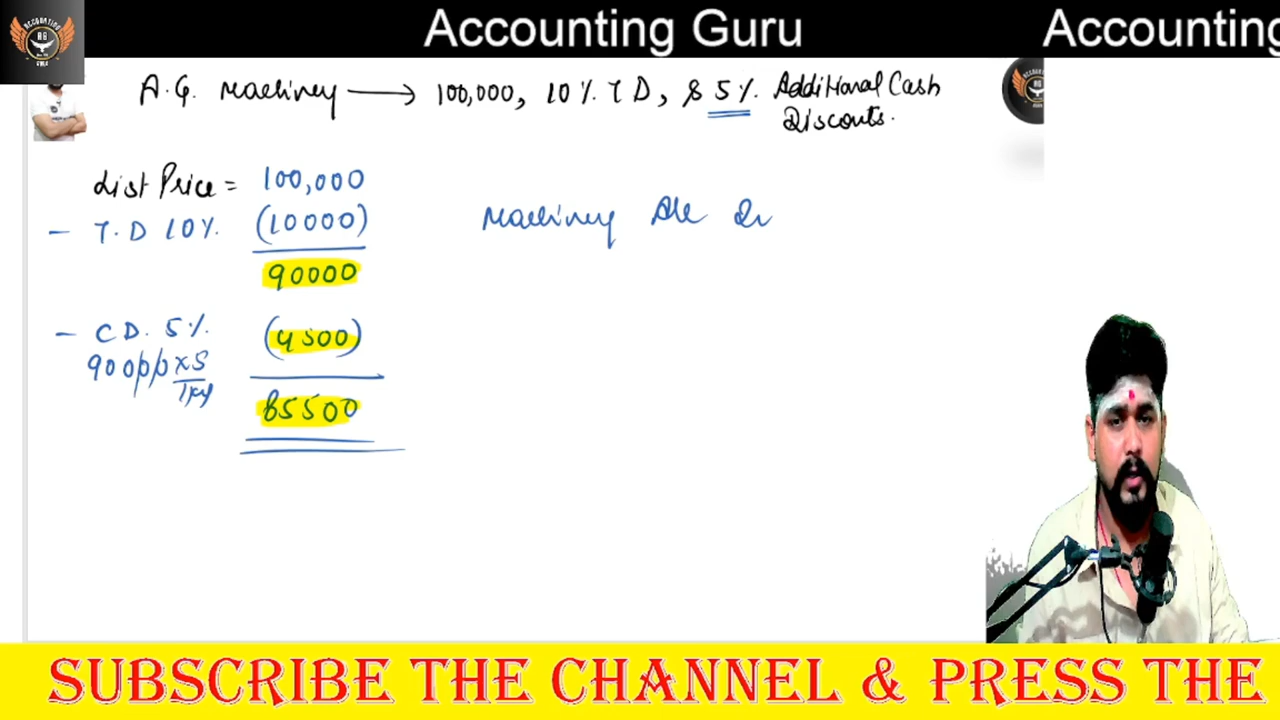 Accounting Guru
Accounting
A.G. Machinery → 100,000, 10% T D, & 5% Additional Cash
Discouts.
List Price = 100,000
- T.D 10% (10000)
90000
Machinery A/c Dr
- C D. 5% (4500)
90000 x 5
100
85500
SUBSCRIBE THE CHANNEL & PRESS THE